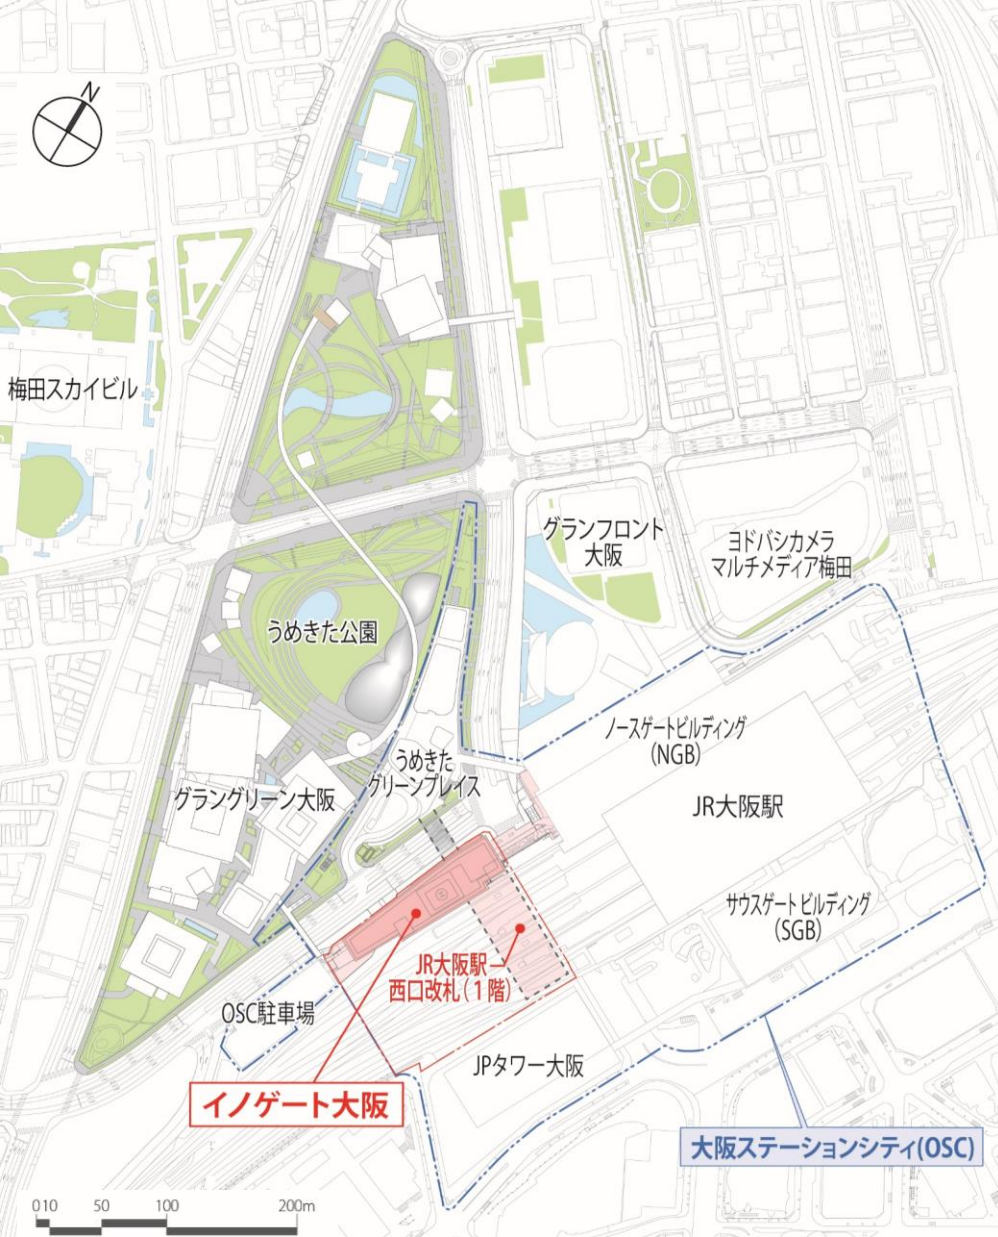 N
梅田スカイビル
グランフロント
大阪
ヨドバシカメラ
マルチメディア梅田
うめきた公園
ノースゲートビルディング
(NGB)
うめきた
グリーンプレイス
グラングリーン大阪
JR大阪駅
サウスゲートビルディング
(SGB)
JR大阪駅
西口改札(1階)
OSC駐車場
JPタワー大阪
イノゲート大阪
大阪ステーションシティ(OSC)
0 10 50 100 200m